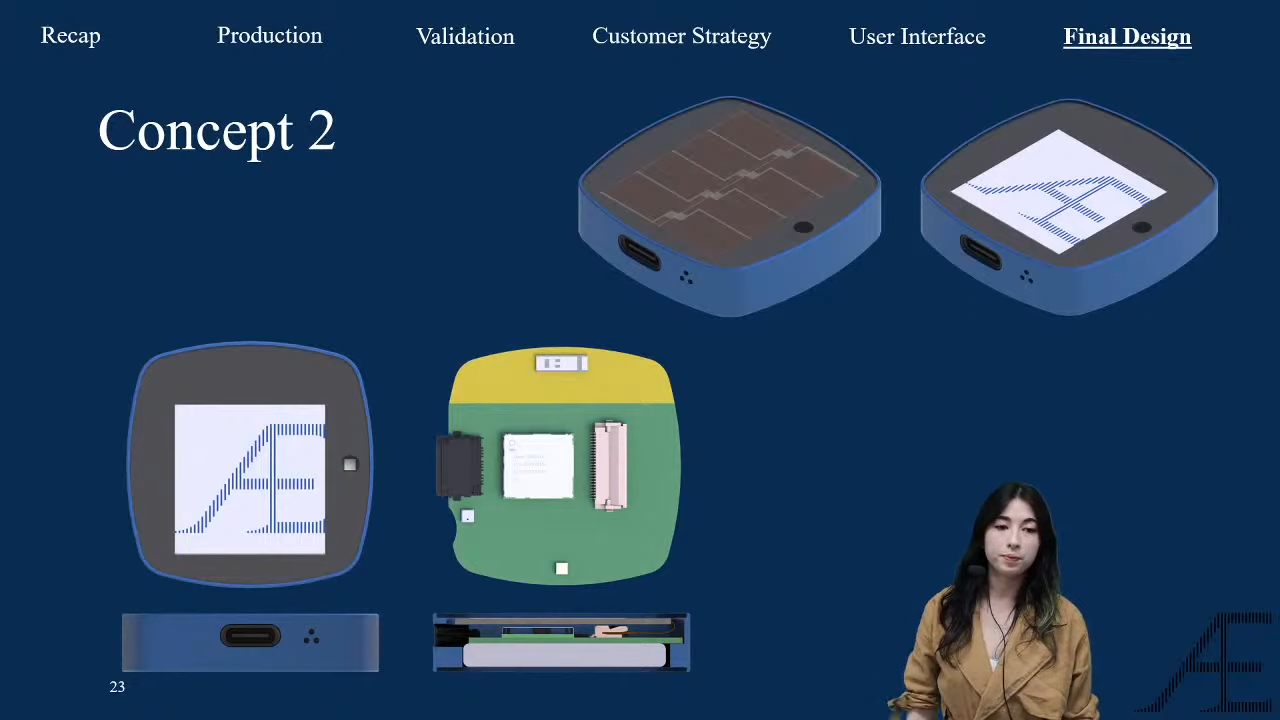 Recap
Production
Validation
Customer Strategy
User Interface
Final Design
Concept 2
Æ
Æ
23
Æ